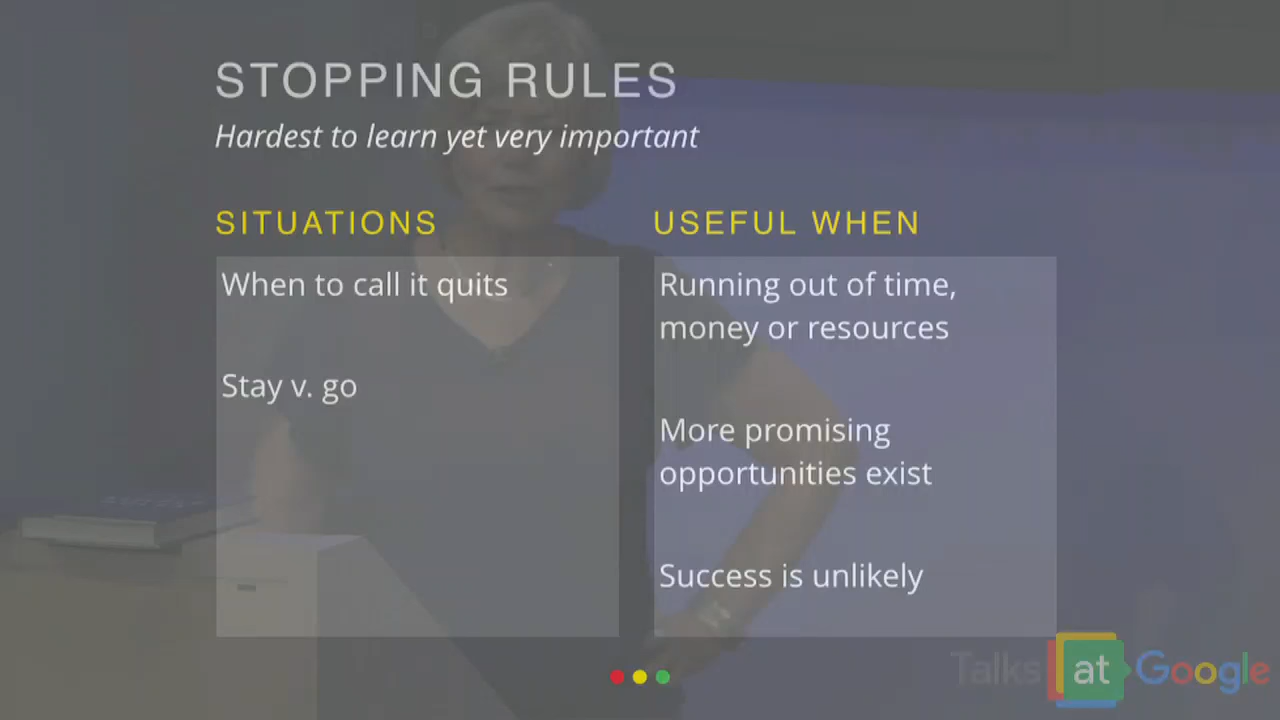 STOPPING RULES
Hardest to learn yet very important
SITUATIONS
When to call it quits
Stay v. go
USEFUL WHEN
Running out of time,
money or resources
More promising
opportunities exist
Success is unlikely
Talks at Google